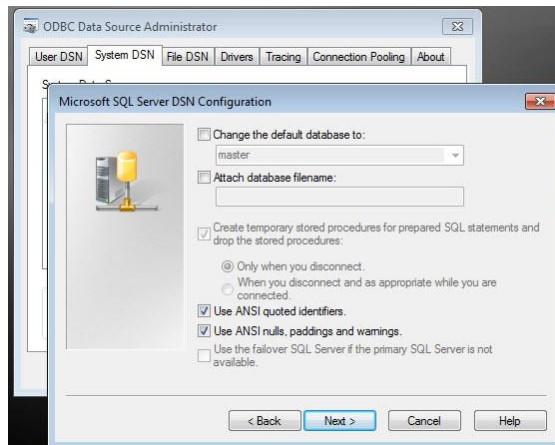 ODBC Data Source Administrator
User DSN System DSN File DSN Drivers Tracing Connection Pooling About
Microsoft SQL Server DSN Configuration
Change the default database to:
master
Attach database filename:
Create temporary stored procedures for prepared SQL statements and
drop the stored procedures:
Only when you disconnect.
When you disconnect and as appropriate while you are
connected.
Use ANSI quoted identifiers.
Use ANSI nulls, paddings and warnings.
Use the failover SQL Server if the primary SQL Server is not
available.
< Back Next > Cancel Help